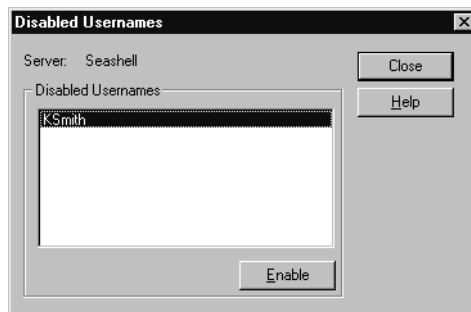 Disabled Usernames
Server: Seashell
Close
Help
Disabled Usernames
KSmith
Enable